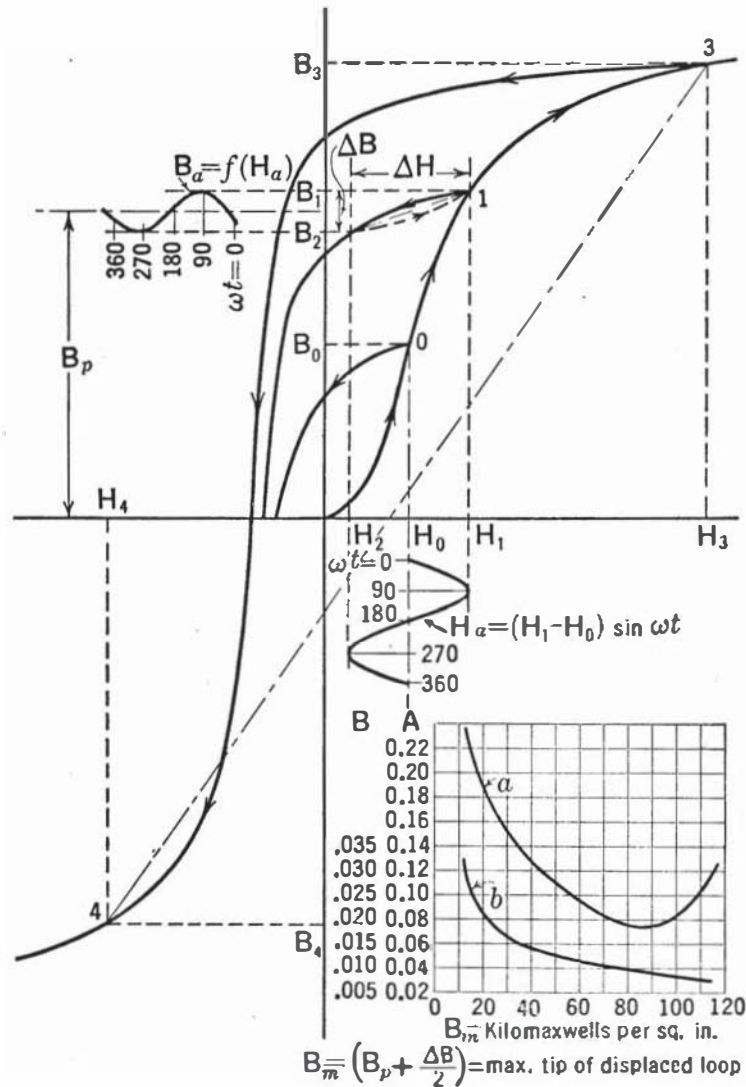 3
B₃
ΔB
Bₐ=f(Hₐ)
ΔH
B₁
1
B₂
360
270
180
90
ωt=0
B₀
0
Bₚ
H₄
H₂
H₀
H₁
H₃
ωt=0
90
180
Hₐ=(H₁-H₀) sin ωt
270
360
B A
0.22
0.20
a
0.18
0.16
.035 0.14
.030 0.12
.025 0.10
b
4
.020 0.08
B₄
.015 0.06
.010 0.04
.005 0.02
20 40 60 80 100 120
Bₘ= Kilomaxwells per sq. in.
Bₘ= (Bₚ + ΔB/2) = max. tip of displaced loop